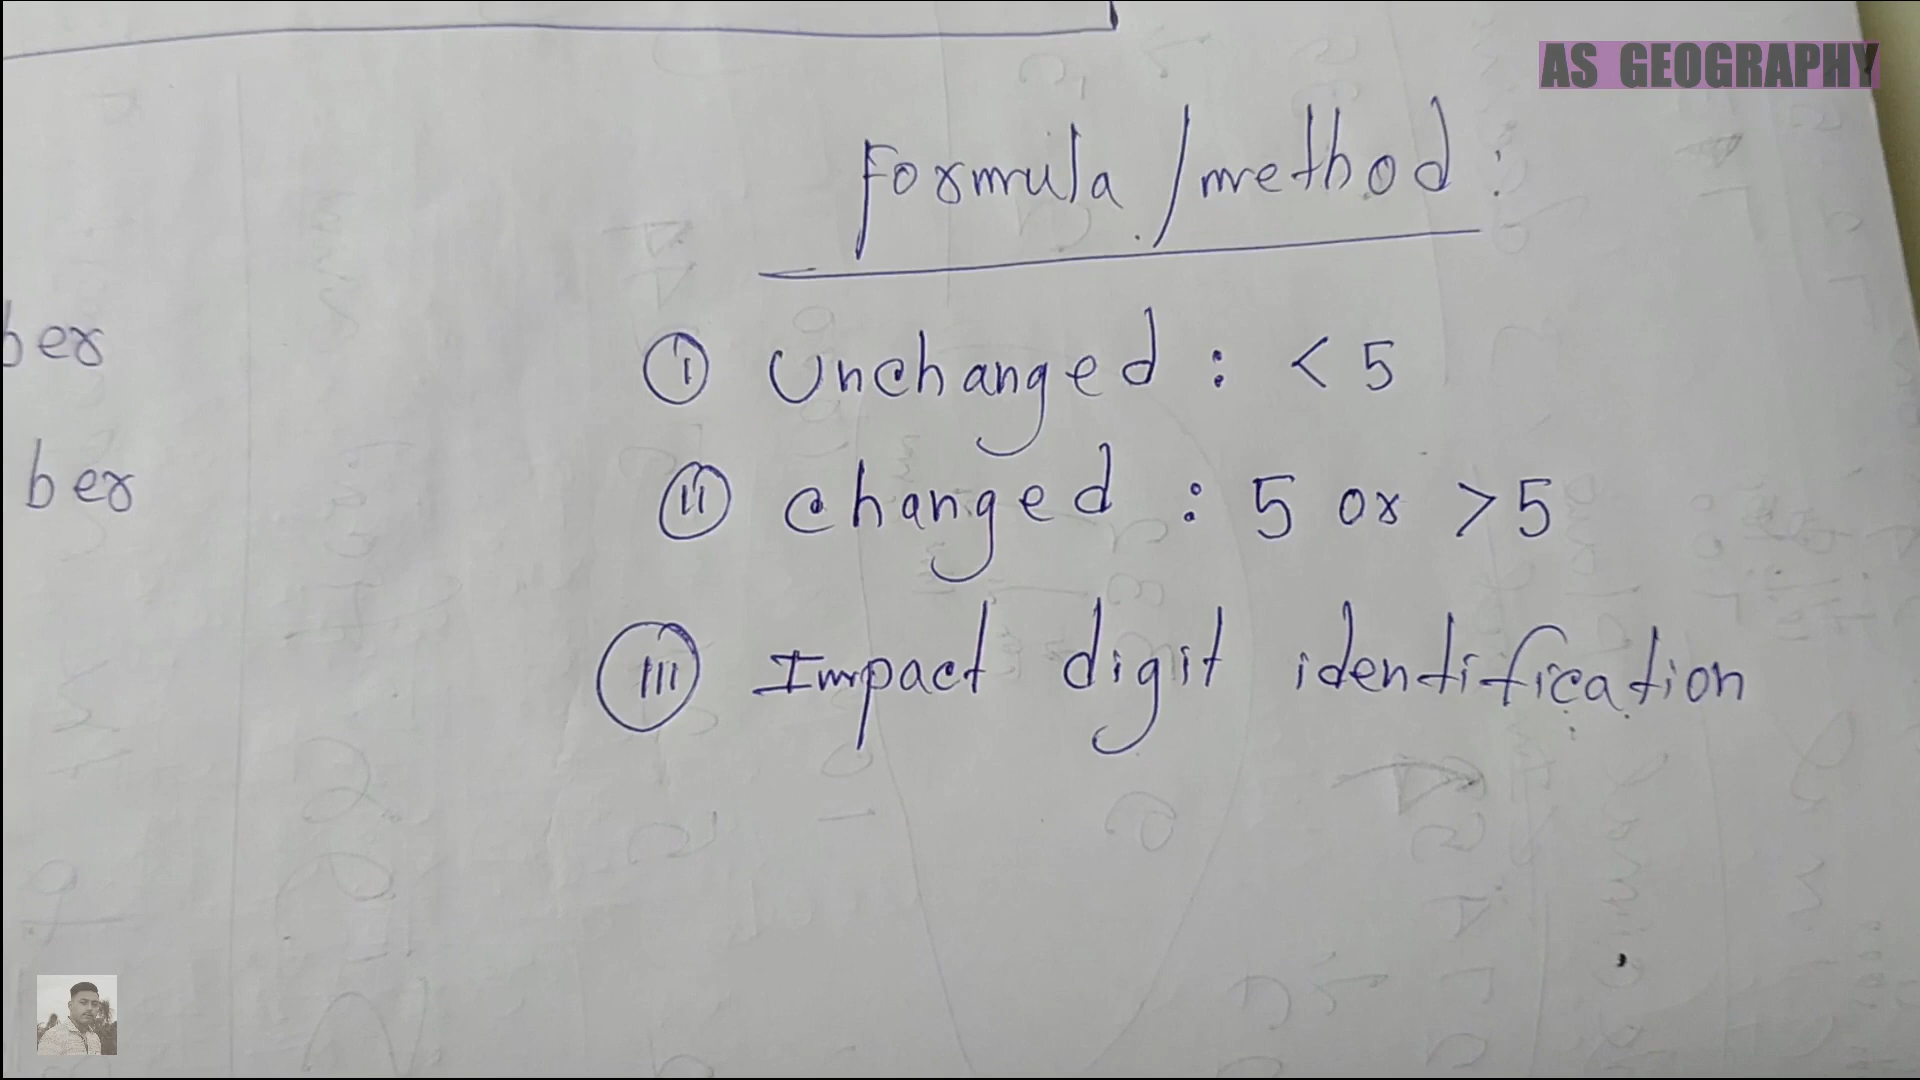 AS GEOGRAPHY
Formula / method :
ber
ber
(i) Unchanged : < 5
(ii) changed : 5 or > 5
(iii) Impact digit identification